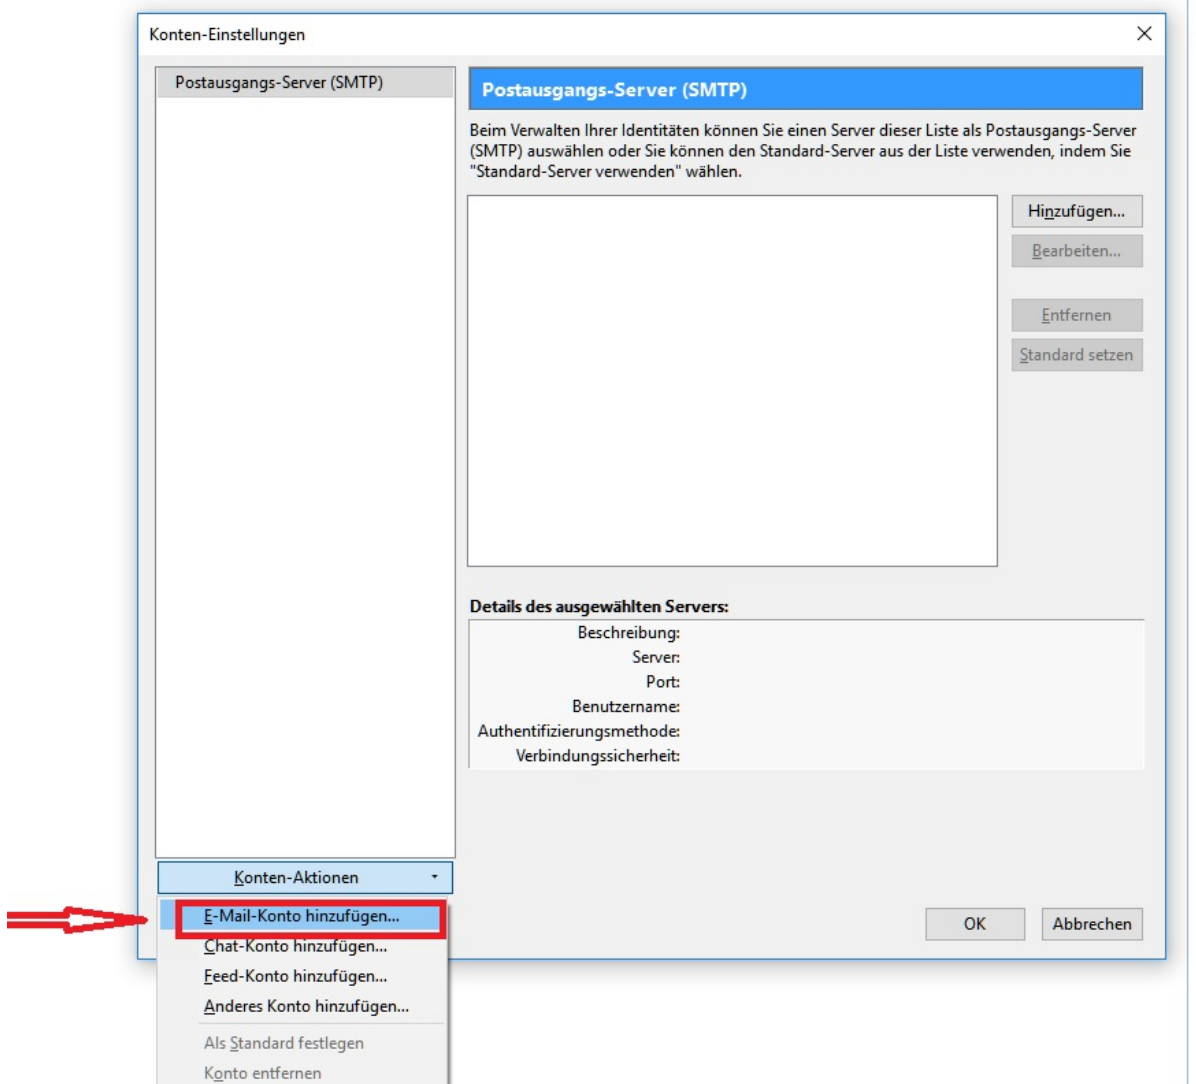 Konten-Einstellungen
Postausgangs-Server (SMTP)
Postausgangs-Server (SMTP)
Beim Verwalten Ihrer Identitäten können Sie einen Server dieser Liste als Postausgangs-Server
(SMTP) auswählen oder Sie können den Standard-Server aus der Liste verwenden, indem Sie
"Standard-Server verwenden" wählen.
Hinzufügen...
Bearbeiten...
Entfernen
Standard setzen
Details des ausgewählten Servers:
Beschreibung:
Server:
Port:
Benutzername:
Authentifizierungsmethode:
Verbindungssicherheit:
Konten-Aktionen
E-Mail-Konto hinzufügen...
Chat-Konto hinzufügen...
Feed-Konto hinzufügen...
Anderes Konto hinzufügen...
Als Standard festlegen
Konto entfernen
OK
Abbrechen